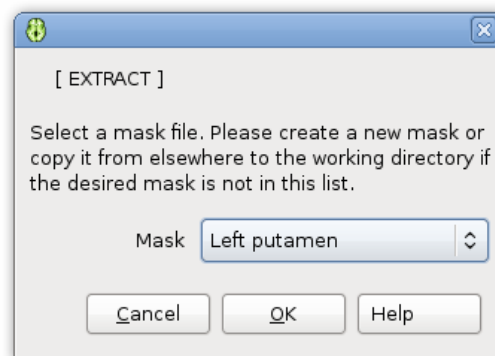 [ EXTRACT ]
Select a mask file. Please create a new mask or
copy it from elsewhere to the working directory if
the desired mask is not in this list.
Mask Left putamen
Cancel OK Help